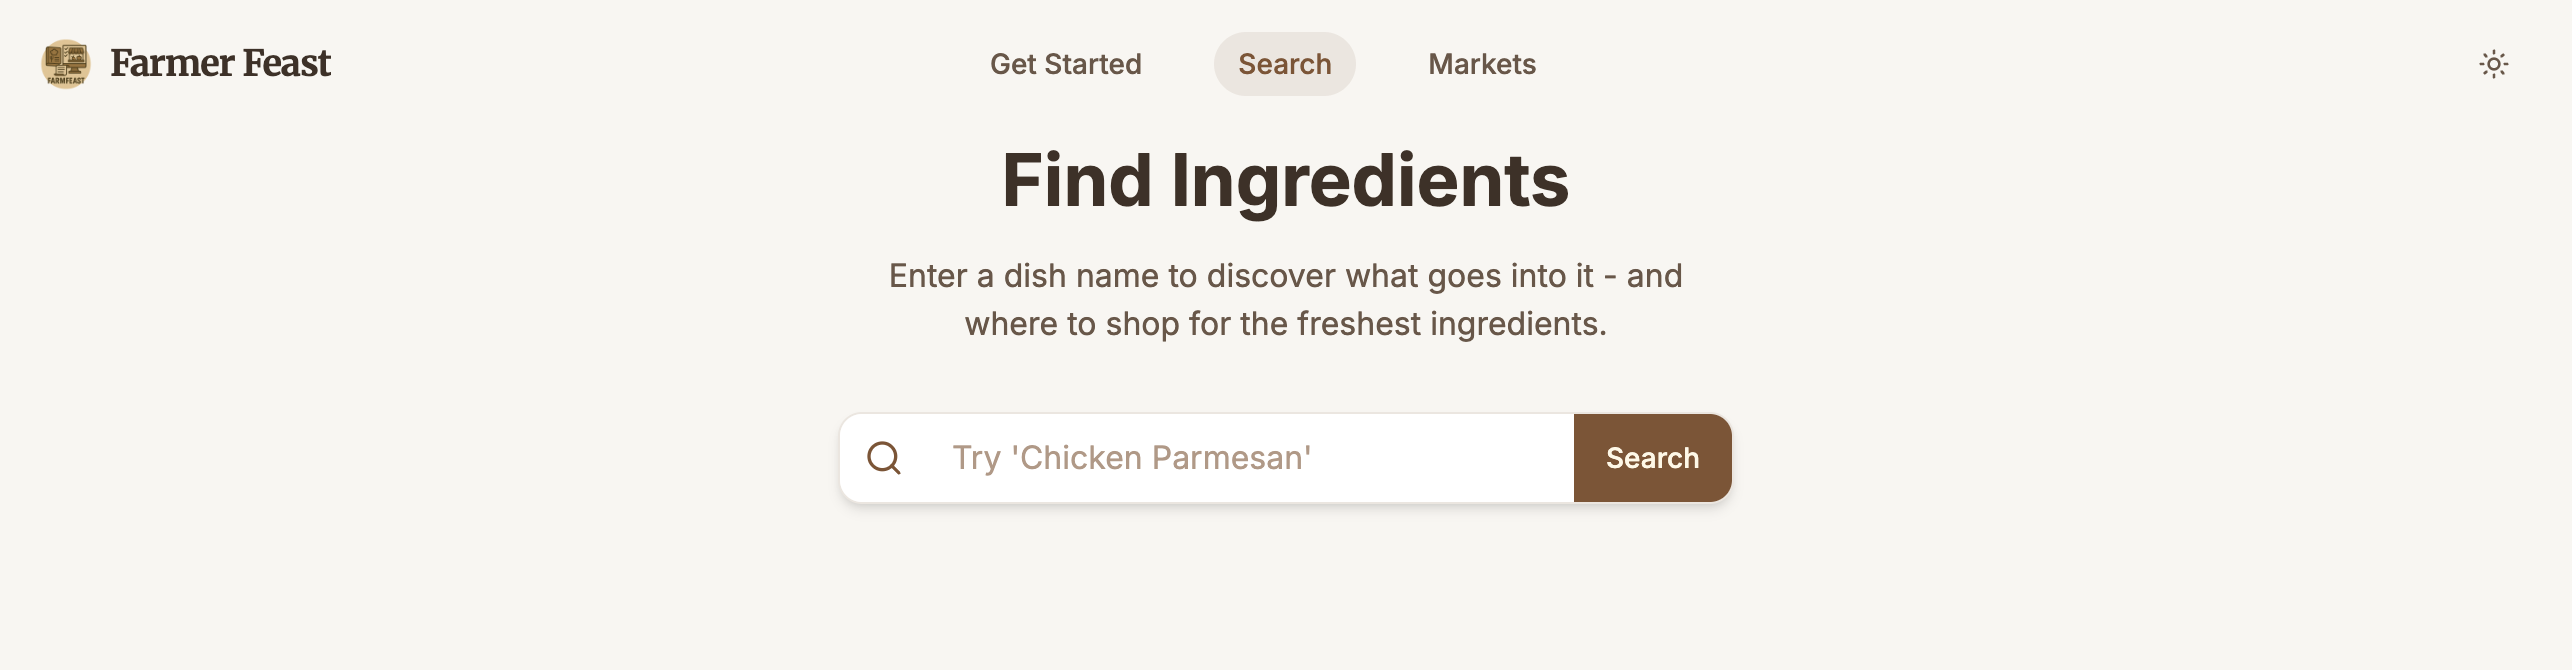 FARMFEAST
Farmer Feast
Get Started
Search
Markets
Find Ingredients
Enter a dish name to discover what goes into it - and
where to shop for the freshest ingredients.
Try 'Chicken Parmesan'
Search